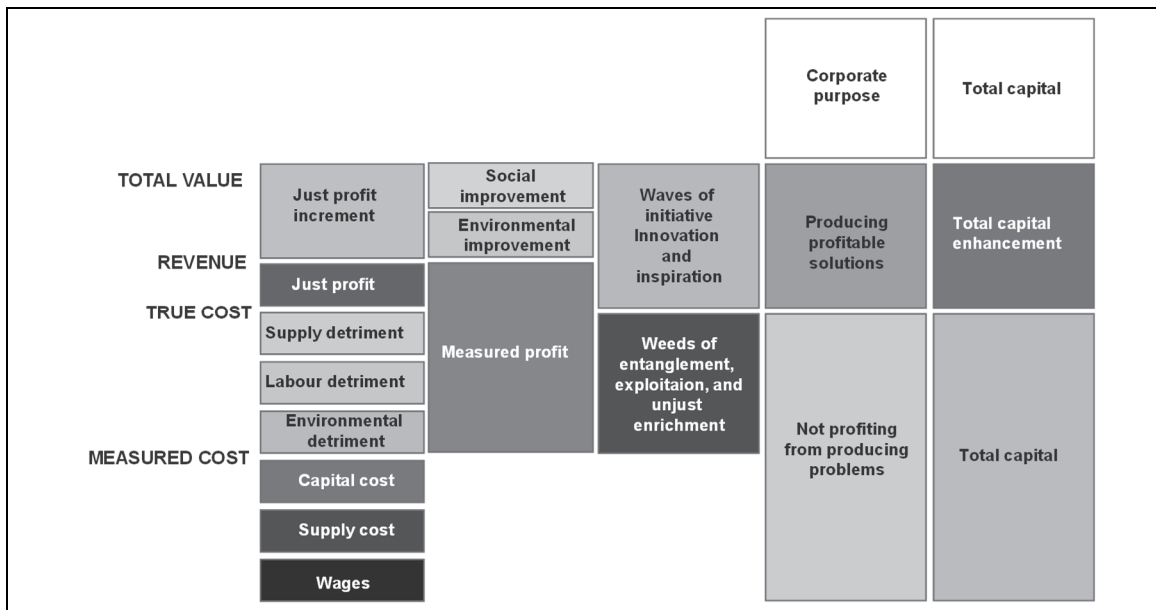 Corporate
purpose
Total capital
TOTAL VALUE
Just profit
increment
Social
improvement
Environmental
improvement
Waves of
initiative
Innovation
and
inspiration
Producing
profitable
solutions
Total capital
enhancement
REVENUE
Just profit
TRUE COST
Supply detriment
Labour detriment
Environmental
detriment
Measured profit
Weeds of
entanglement,
exploitaion, and
unjust
enrichment
Not profiting
from producing
problems
Total capital
MEASURED COST
Capital cost
Supply cost
Wages